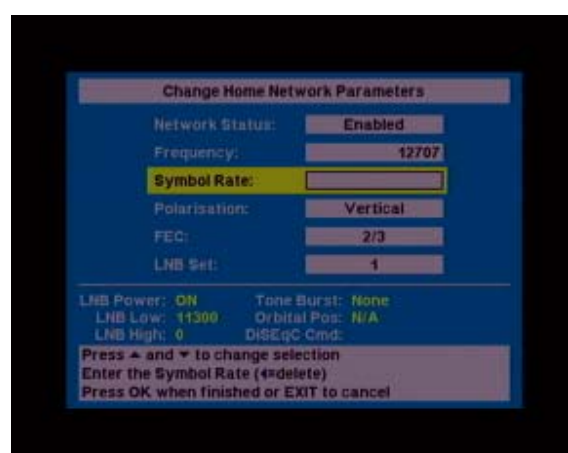 Change Home Network Parameters
Network Status: Enabled
Frequency: 12707
Symbol Rate:
Polarisation: Vertical
FEC: 2/3
LNB Set: 1
LNB Power: ON Tone Burst: None
LNB Low: 11300 Orbital Pos: N/A
LNB High: 0 DiSEqC Cmd:
Press ▲ and ▼ to change selection
Enter the Symbol Rate (◀=delete)
Press OK when finished or EXIT to cancel